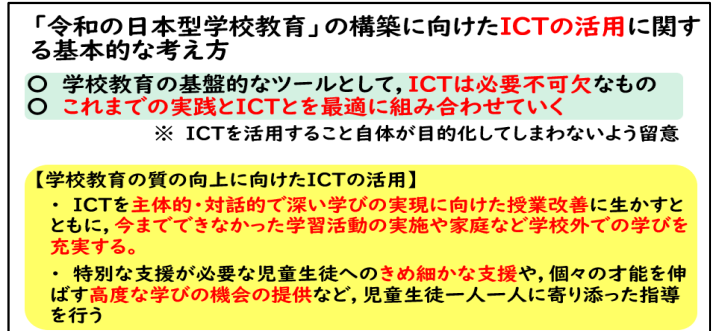 「令和の日本型学校教育」の構築に向けたICTの活用に関す
る基本的な考え方
○ 学校教育の基盤的なツールとして,ICTは必要不可欠なもの
○ これまでの実践とICTとを最適に組み合わせていく
※ ICTを活用すること自体が目的化してしまわないよう留意
【学校教育の質の向上に向けたICTの活用】
・ ICTを主体的・対話的で深い学びの実現に向けた授業改善に生かすと
ともに,今までできなかった学習活動の実施や家庭など学校外での学びを
充実する。
・ 特別な支援が必要な児童生徒へのきめ細かな支援や,個々の才能を伸
ばす高度な学びの機会の提供など,児童生徒一人一人に寄り添った指導
を行う